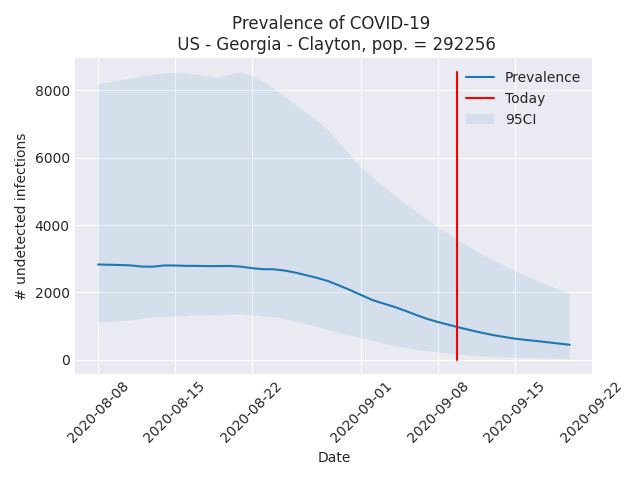 Prevalence of COVID-19
US - Georgia - Clayton, pop. = 292256
Prevalence
Today
95CI
8000
6000
4000
2000
0
# undetected infections
2020-08-08
2020-08-15
2020-08-22
2020-09-01
2020-09-08
2020-09-15
2020-09-22
Date